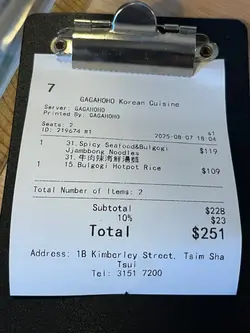 7
GAGAHOHO Korean Cuisine
Server: GAGAHOHO
Printed By: GAGAHOHO
61
Seats: 2 2025-08-07 18:04
ID: 219674 #1
1 31.Spicy Seafood&Bulgogi $119
Jjambbong Noodles
31.牛肉辣海鮮湯麵
1 15 Bulgogi Hotpot Rice $109
Total Number of Items: 2
Subtotal $228
10% $23
Total $251
Address: 1B Kimberley Street, Tsim Sha
Tsui
Tel: 3151 7200